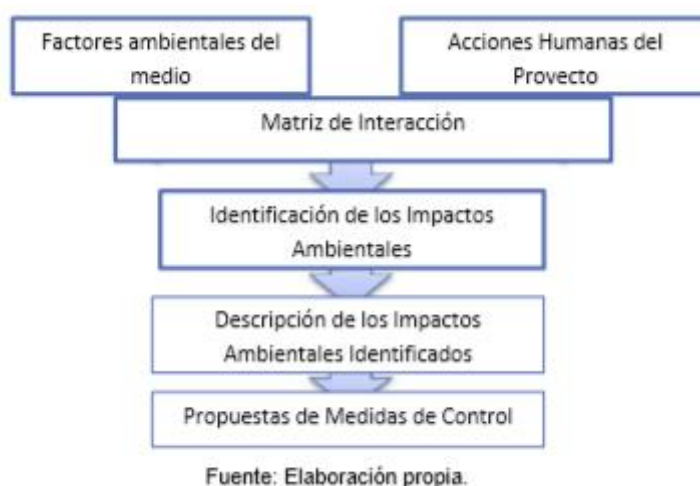 Factores ambientales del
medio
Acciones Humanas del
Provecto
Matriz de Interacción
Identificación de los Impactos
Ambientales
Descripción de los Impactos
Ambientales Identificados
Propuestas de Medidas de Control
Fuente: Elaboración propia.